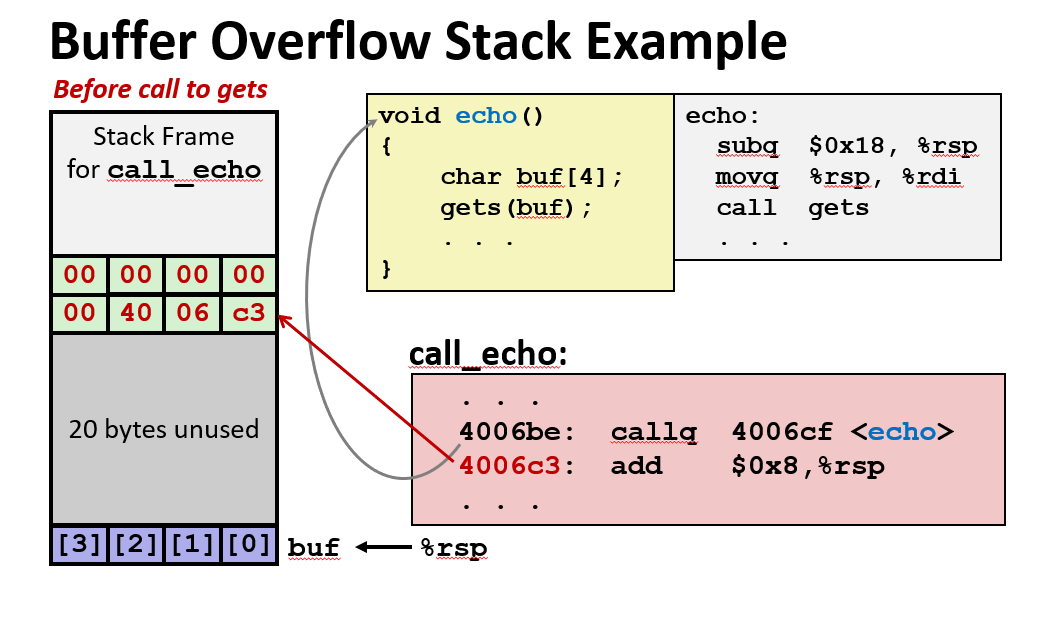 Buffer Overflow Stack Example
Before call to gets
Stack Frame
for call_echo
00 00 00 00
00 40 06 c3
20 bytes unused
[3] [2] [1] [0]
buf
%rsp
void echo()
{
char buf[4];
gets(buf);
. . .
}
echo:
subq $0x18, %rsp
movq %rsp, %rdi
call gets
. . .
call_echo:
. . .
4006be: callq 4006cf <echo>
4006c3: add $0x8,%rsp
. . .